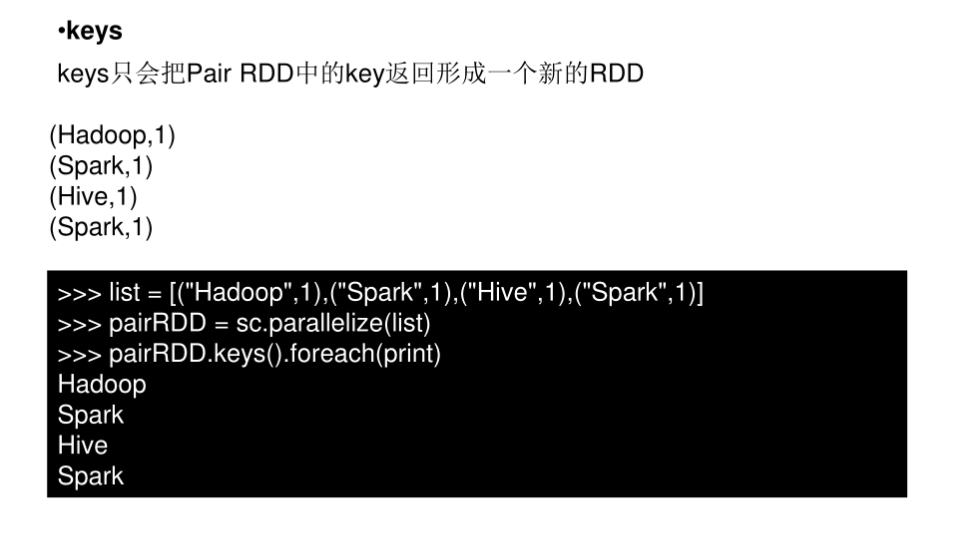 •keys
keys只会把Pair RDD中的key返回形成一个新的RDD
(Hadoop,1)
(Spark,1)
(Hive,1)
(Spark,1)
>>> list = [("Hadoop",1),("Spark",1),("Hive",1),("Spark",1)]
>>> pairRDD = sc.parallelize(list)
>>> pairRDD.keys().foreach(print)
Hadoop
Spark
Hive
Spark